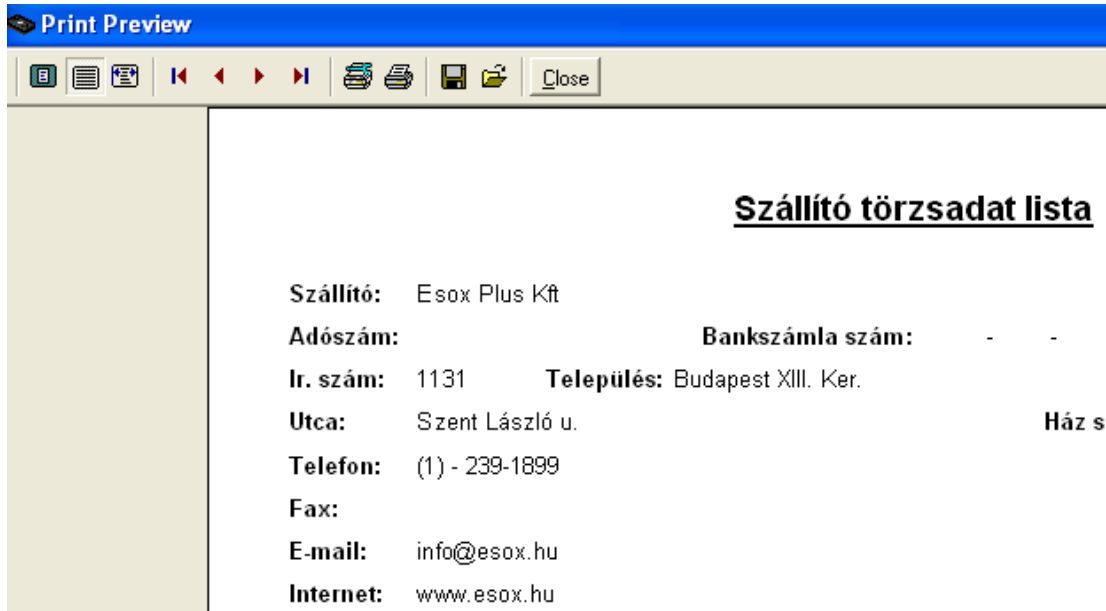 Print Preview
Close
Szállító törzsadat lista
Szállító: Esox Plus Kft
Adószám: Bankszámla szám: - -
Ir. szám: 1131 Település: Budapest XIII. Ker.
Utca: Szent László u. Ház s
Telefon: (1) - 239-1899
Fax:
E-mail: info@esox.hu
Internet: www.esox.hu